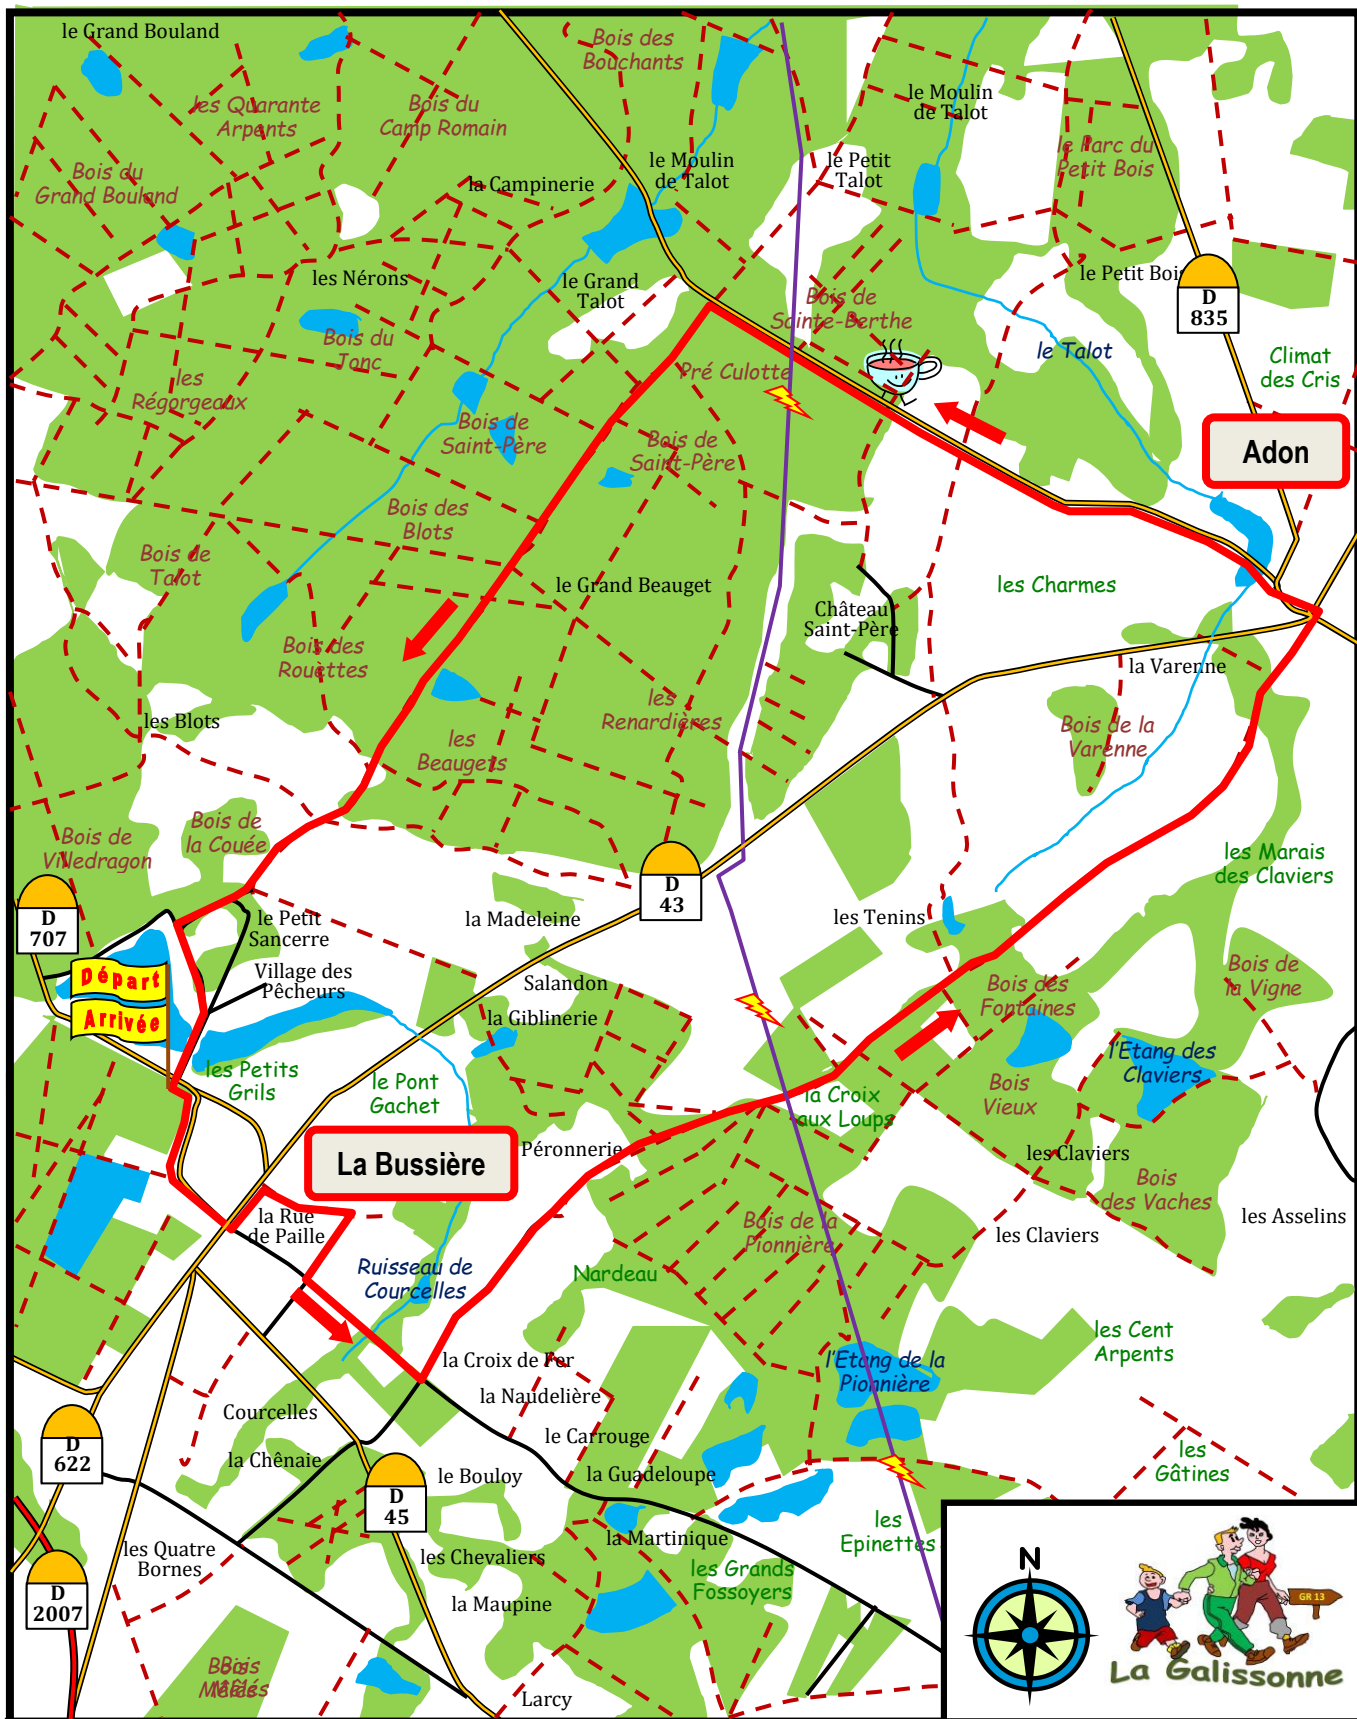 le Grand Bouland
Bois des
Bouchants
les Quarante
Arpents
Bois du
Camp Romain
le Moulin
de Talot
le Parc du
Petit Bois
Bois du
Grand Bouland
la Campinerie
le Moulin
de Talot
le Petit
Talot
les Nérons
le Grand
Talot
Bois de
Sainte-Berthe
le Petit Bois
D
835
Bois du
Jonc
le Talot
Climat
des Cris
les
Régorgeaux
Pré Culotte
Bois de
Saint-Père
Bois de
Saint-Père
Adon
Bois des
Blots
Bois de
Talot
le Grand Beauget
les Charmes
Château
Saint-Père
Bois des
Rouettes
la Varenne
les Blots
les
Renardières
les
Beaugets
Bois de la
Varenne
Bois de
Villedragon
Bois de
la Couée
les Marais
des Claviers
D
43
D
707
le Petit
Sancerre
la Madeleine
les Tenins
Village des
Pêcheurs
Départ
Arrivée
Salandon
la Giblinerie
Bois des
Fontaines
Bois de
la Vigne
les Petits
Grils
le Pont
Gachet
l'Etang des
Claviers
Bois
Vieux
la Croix
aux Loups
La Bussière
Péronnerie
les Claviers
Bois
des Vaches
la Rue
de Paille
Bois de la
Pionnière
les Claviers
les Asselins
Ruisseau de
Courcelles
Nardeau
les Cent
Arpents
la Croix de Fer
l'Etang de la
Pionnière
la Naudelière
Courcelles
le Carrouge
la Chênaie
D
622
le Bouloy
la Guadeloupe
les
Gâtines
D
45
les
Epinettes
la Martinique
les Quatre
Bornes
les Chevaliers
les Grands
Fossoyers
D
2007
la Maupine
N
GR 13
Bois
Mêlés
Larcy
La Galissonne